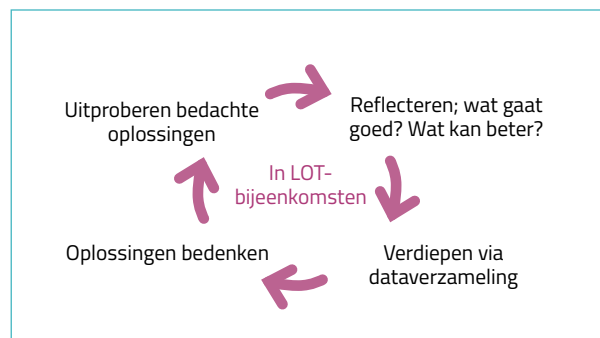 Uitproberen bedachte
oplossingen
Reflecteren; wat gaat
goed? Wat kan beter?
In LOT-
bijeenkomsten
Oplossingen bedenken
Verdiepen via
dataverzameling